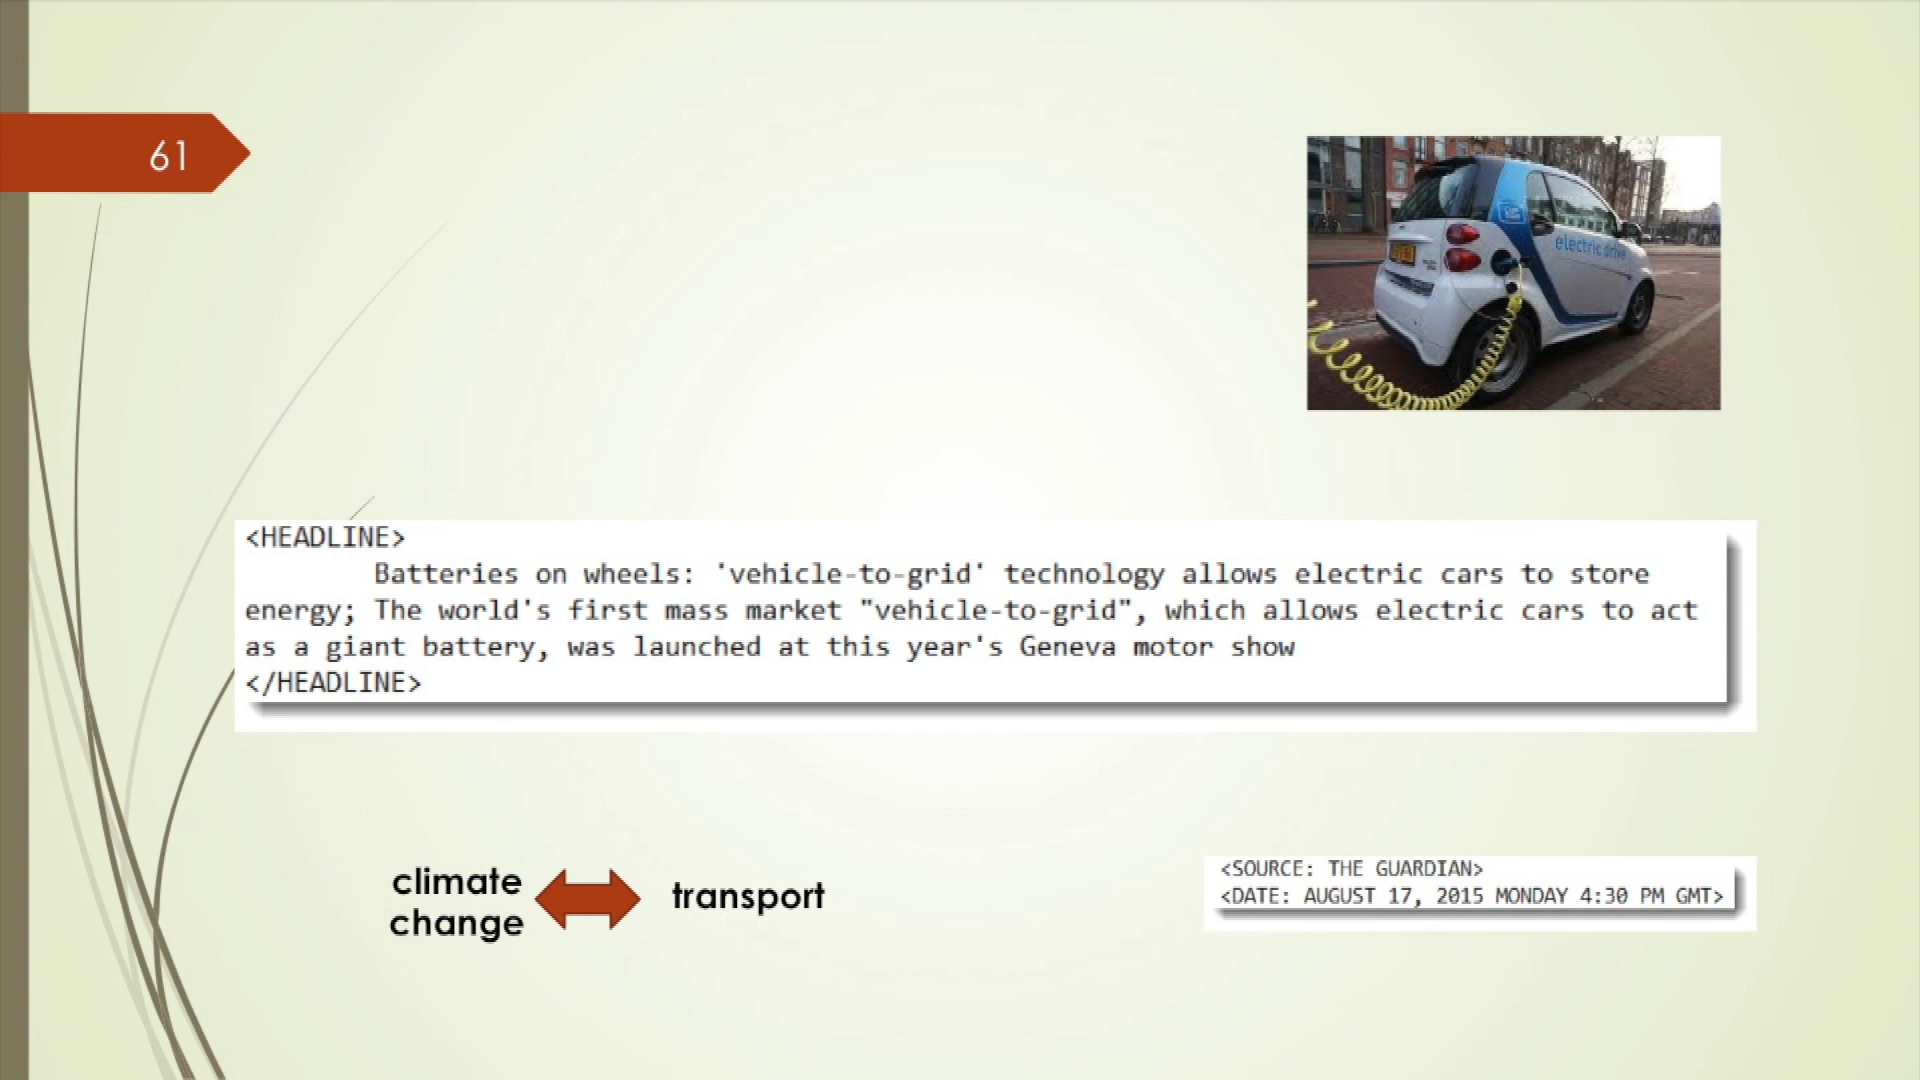 61
electric drive
<HEADLINE>
Batteries on wheels: 'vehicle-to-grid' technology allows electric cars to store
energy; The world's first mass market "vehicle-to-grid", which allows electric cars to act
as a giant battery, was launched at this year's Geneva motor show
</HEADLINE>
climate
change
transport
<SOURCE: THE GUARDIAN>
<DATE: AUGUST 17, 2015 MONDAY 4:30 PM GMT>